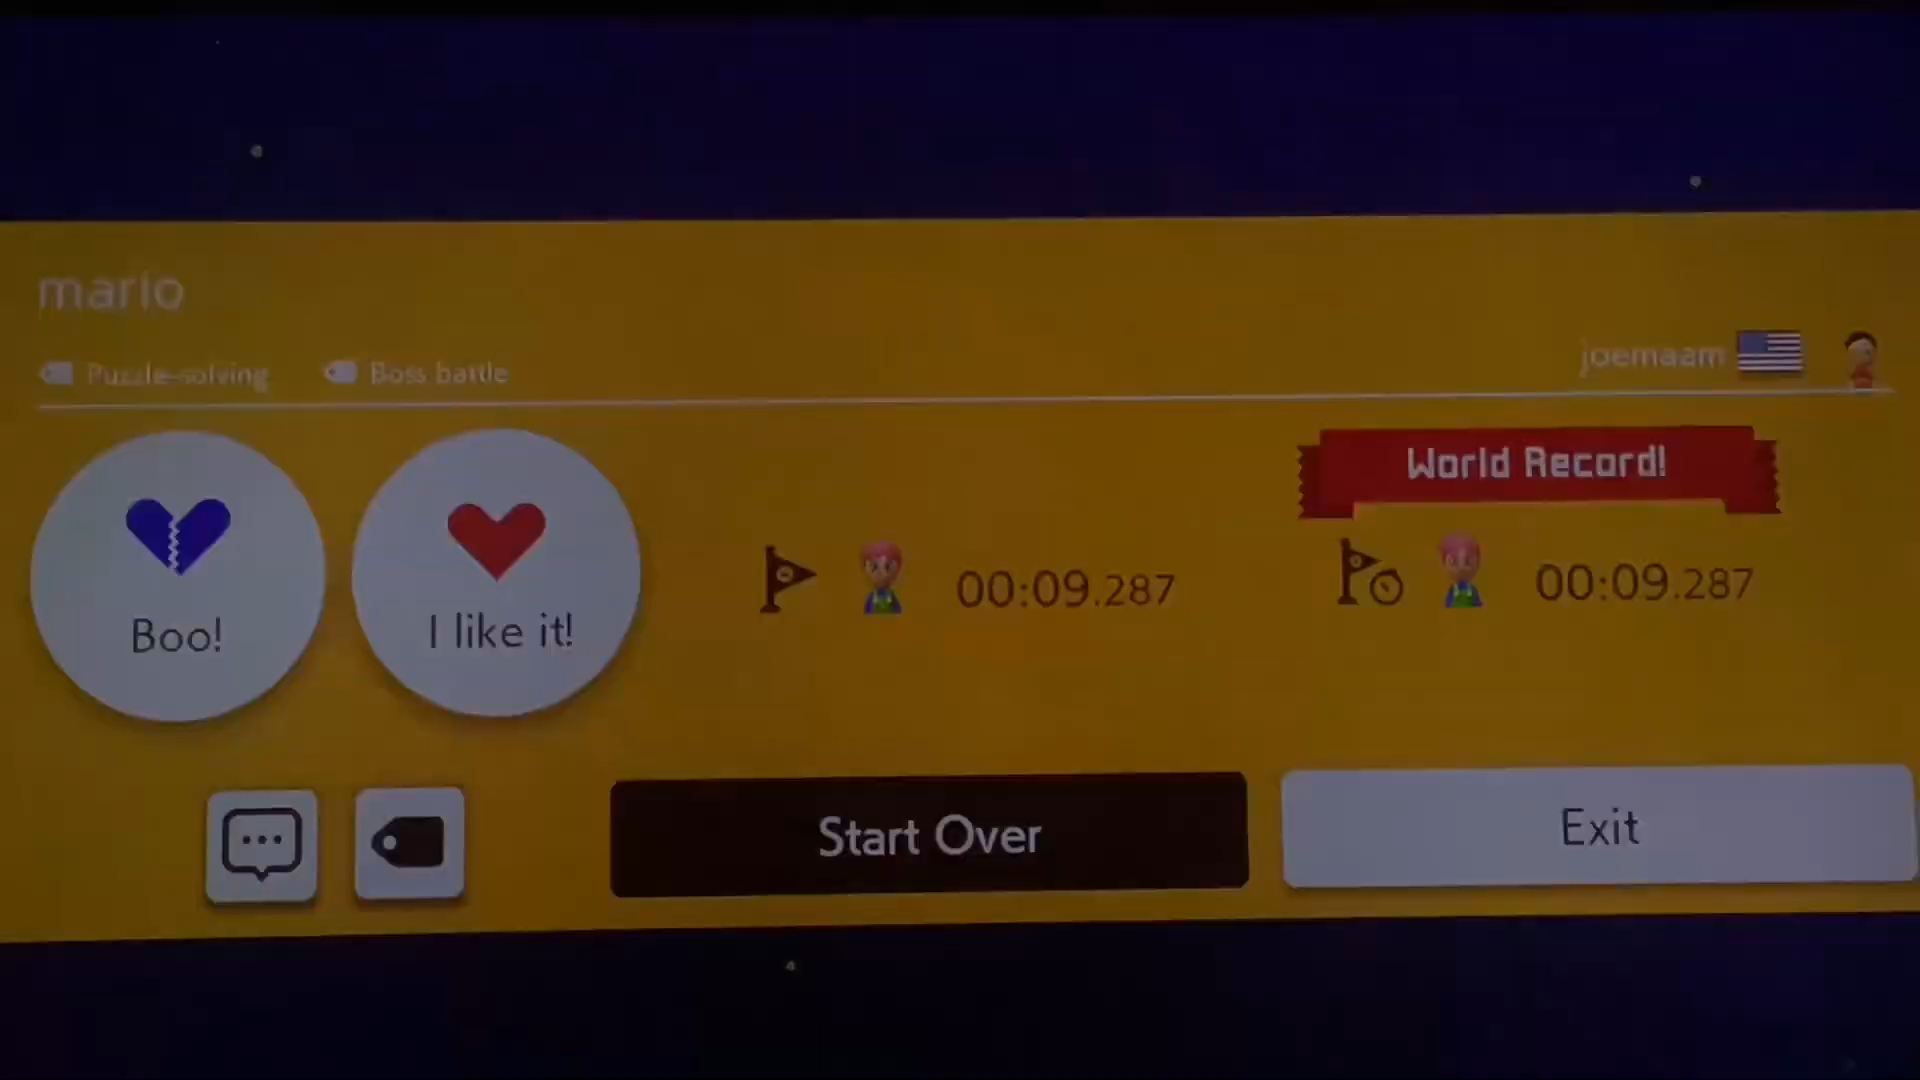 mario
Puzzle-solving Boss battle
joemaam
World Record!
00:09.287 00:09.287
Boo! I like it!
Start Over Exit